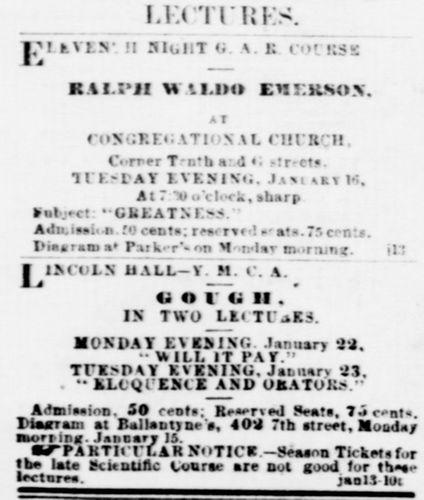 LECTURES.
ELEVENTH NIGHT G. A. R. COURSE
RALPH WALDO EMERSON,
AT
CONGREGATIONAL CHURCH,
Corner Tenth and G streets.
TUESDAY EVENING, JANUARY 16,
At 7:30 o'clock, sharp
Subject: "GREATNESS."
Admission, 50 cents; reserved seats, 75 cents.
Diagram at Parker's on Monday morning. j13
LINCOLN HALL—Y. M. C. A.
GOUGH,
IN TWO LECTURES.
MONDAY EVENING, January 22,
"WILL IT PAY."
TUESDAY EVENING, January 23,
"ELOQUENCE AND ORATORS."
Admission, 50 cents; Reserved Seats, 75 cents.
Diagram at Ballantyne's, 402 7th street, Monday
morning, January 15.
☞PARTICULAR NOTICE.—Season Tickets for
the late Scientific Course are not good for these
lectures. jan13-10t